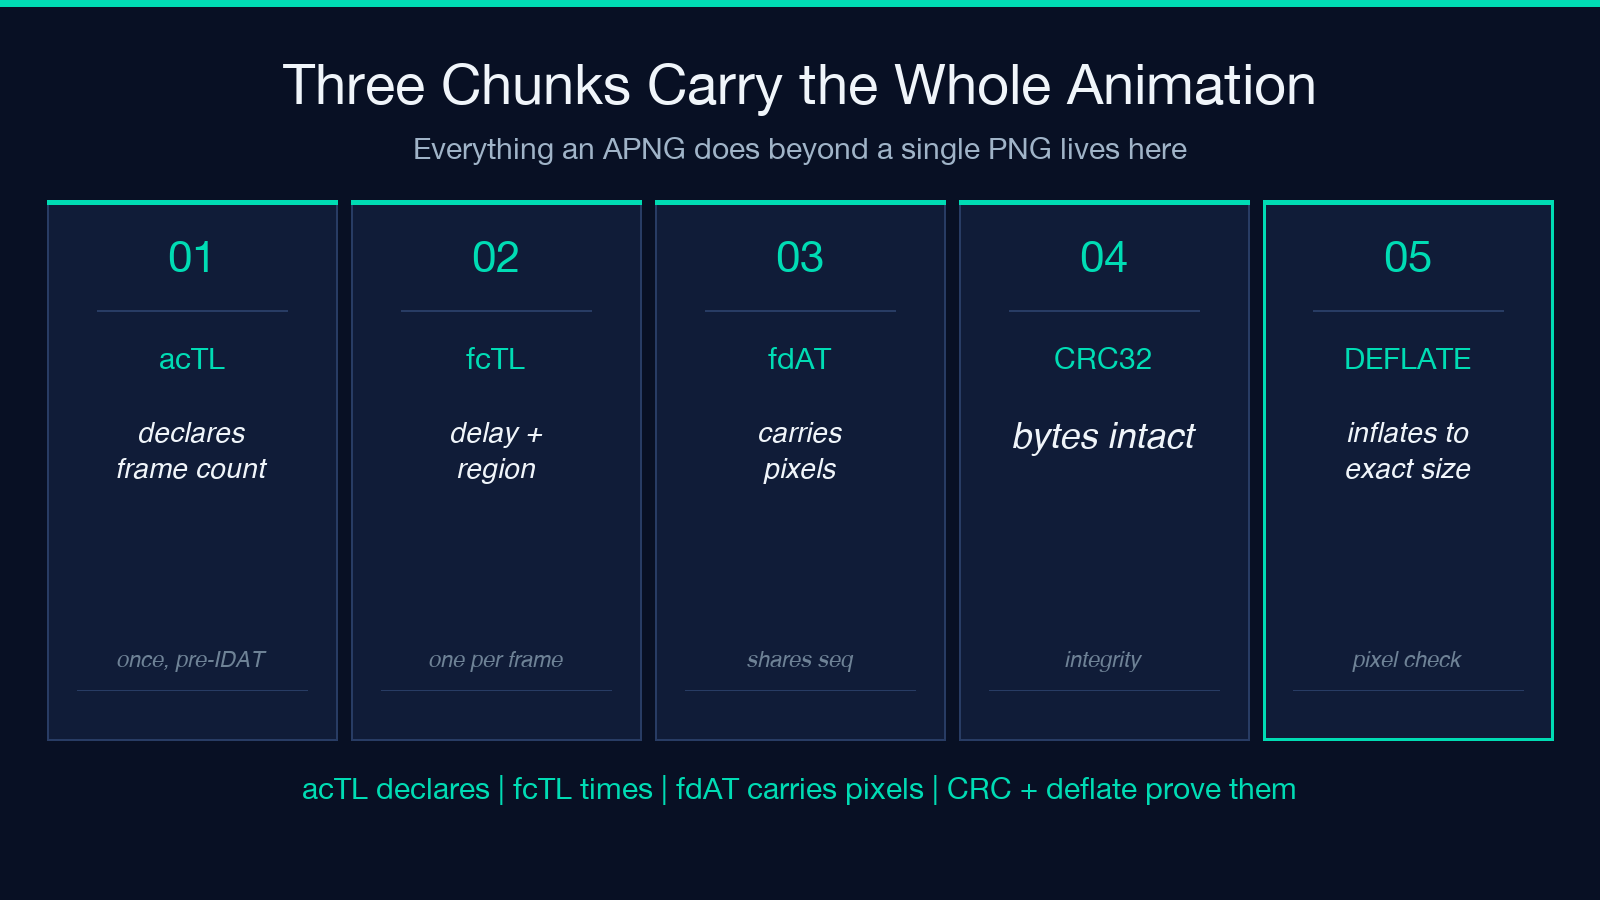 Three Chunks Carry the Whole Animation
Everything an APNG does beyond a single PNG lives here
01
acTL
declares
frame count
once, pre-IDAT
02
fcTL
delay +
region
one per frame
03
fdAT
carries
pixels
shares seq
04
CRC32
bytes intact
integrity
05
DEFLATE
inflates to
exact size
pixel check
acTL declares | fcTL times | fdAT carries pixels | CRC + deflate prove them